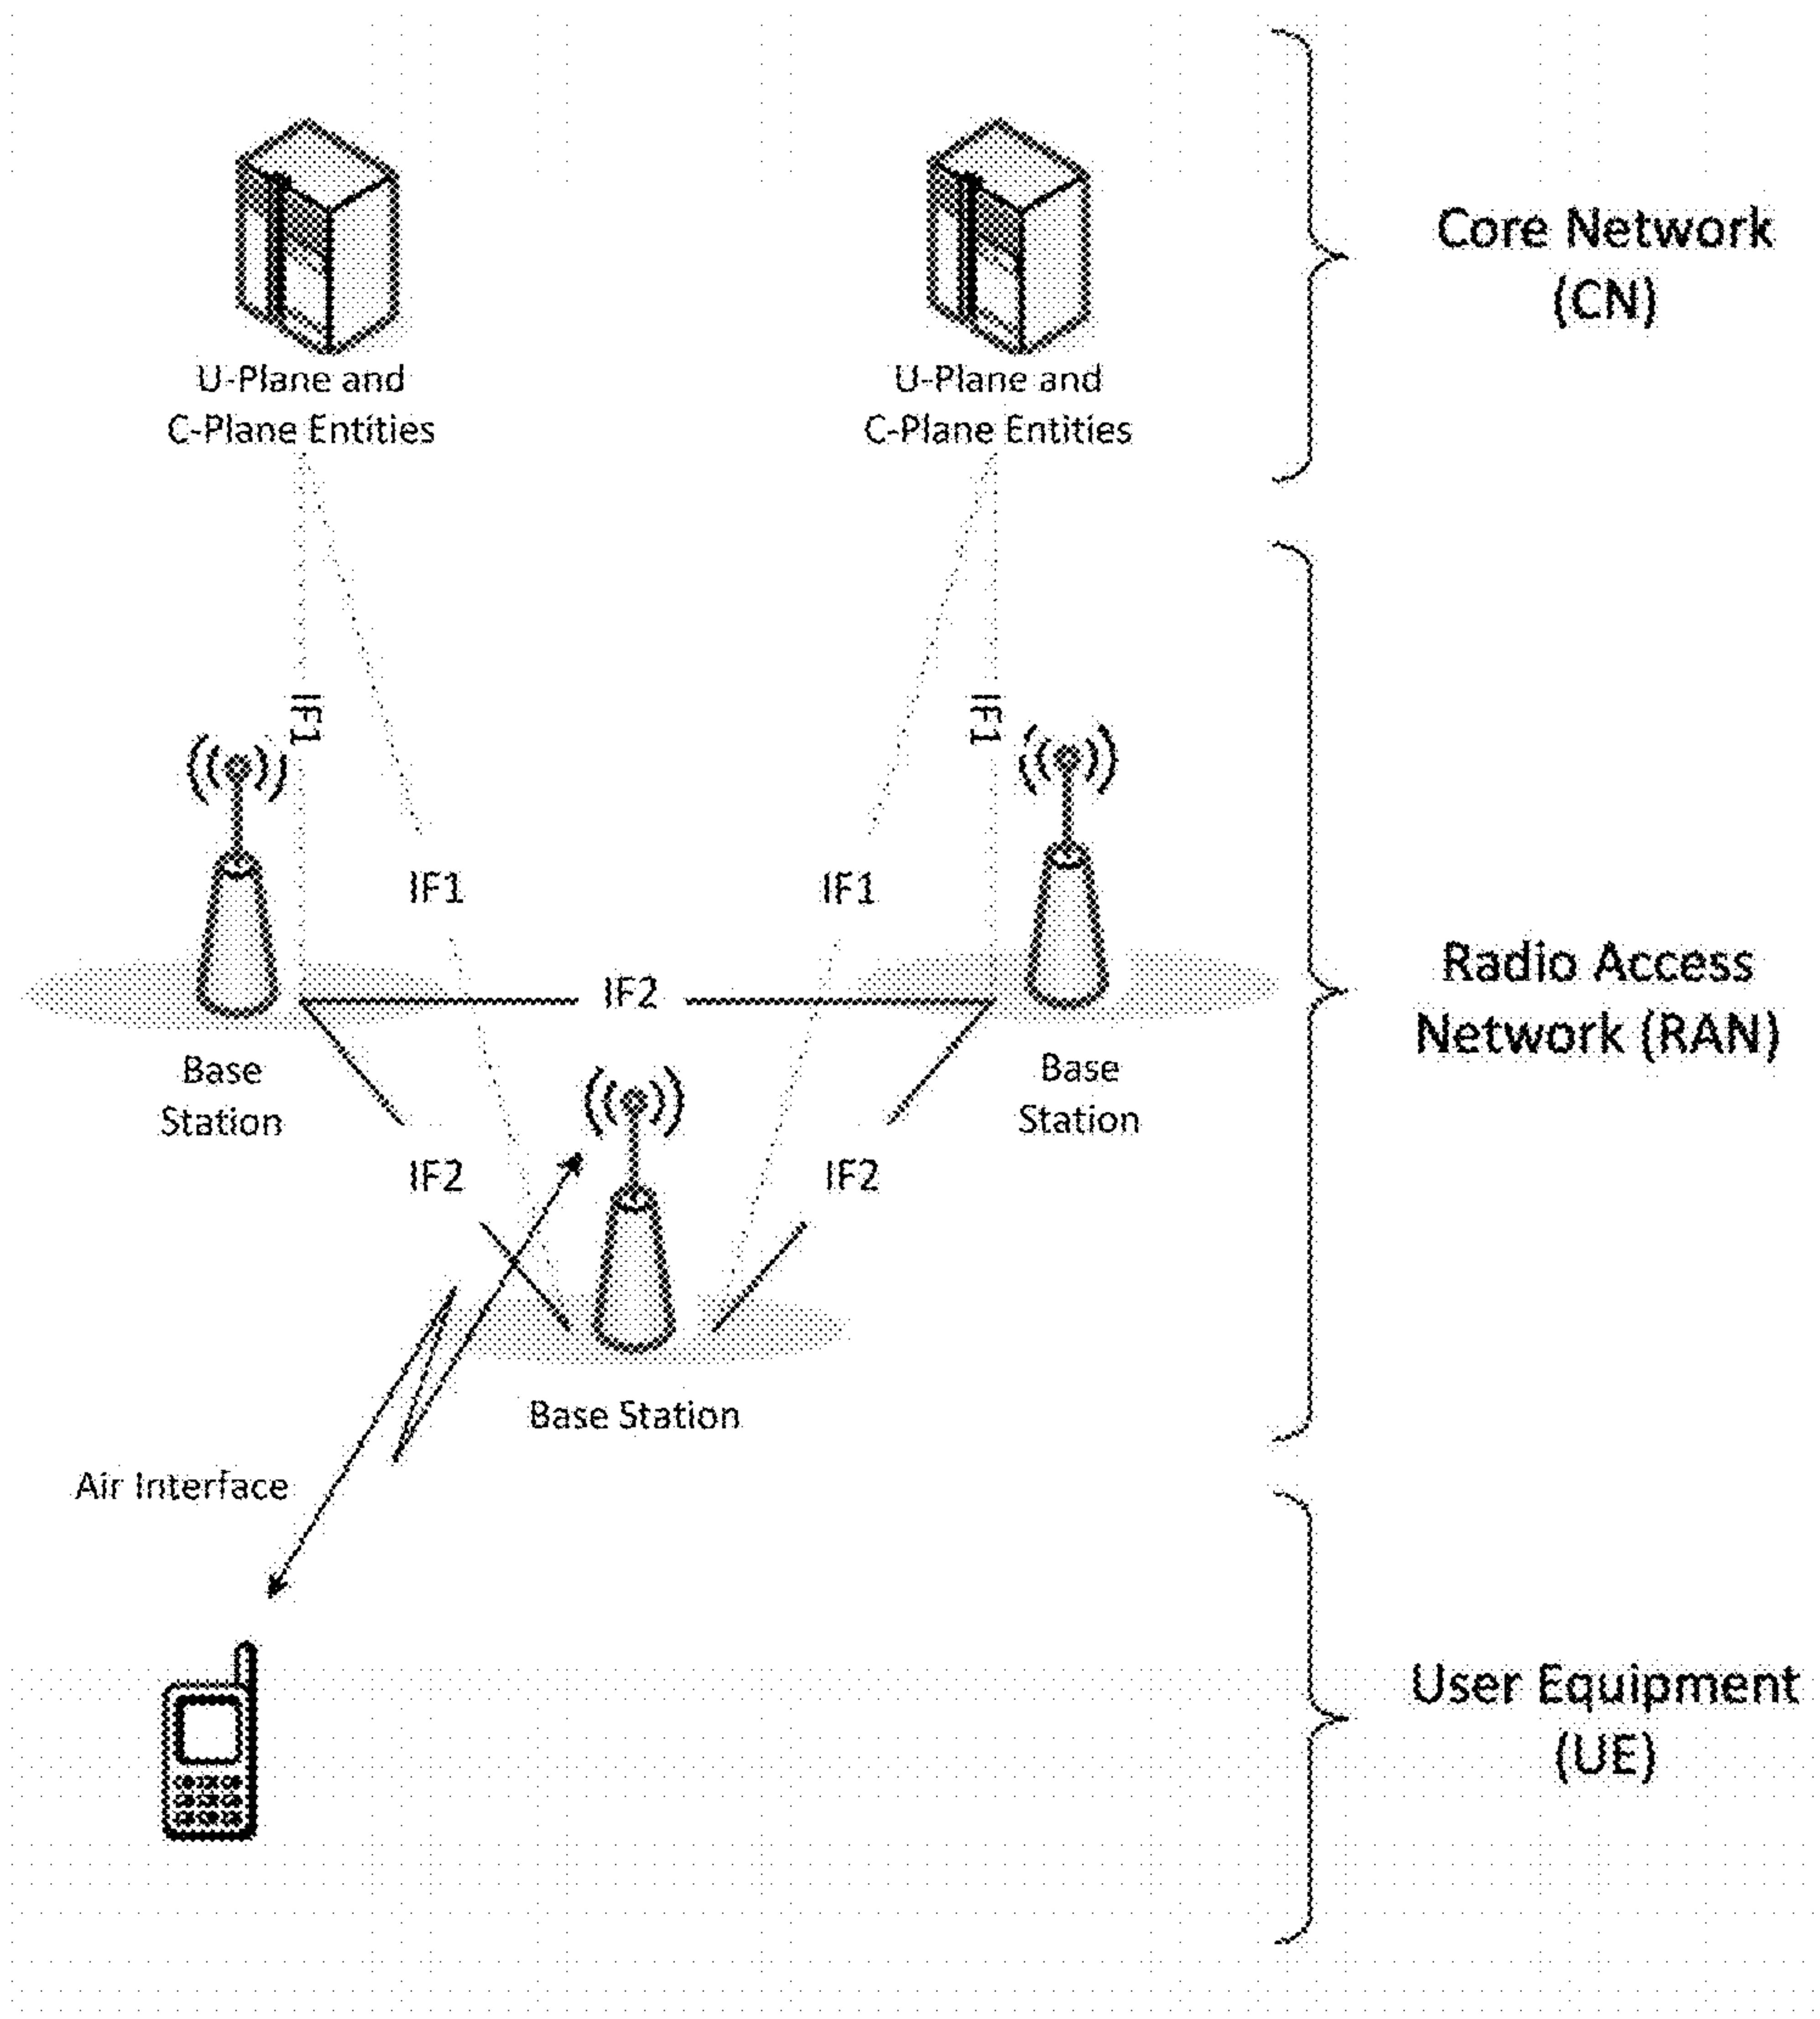 Core Network
(CN)
U-Plane and
C-Plane Entities
U-Plane and
C-Plane Entities
IF1
IF1
IF1
IF1
IF2
Radio Access
Network (RAN)
Base
Station
Base
Station
IF2
IF2
Base Station
Air Interface
User Equipment
(UE)